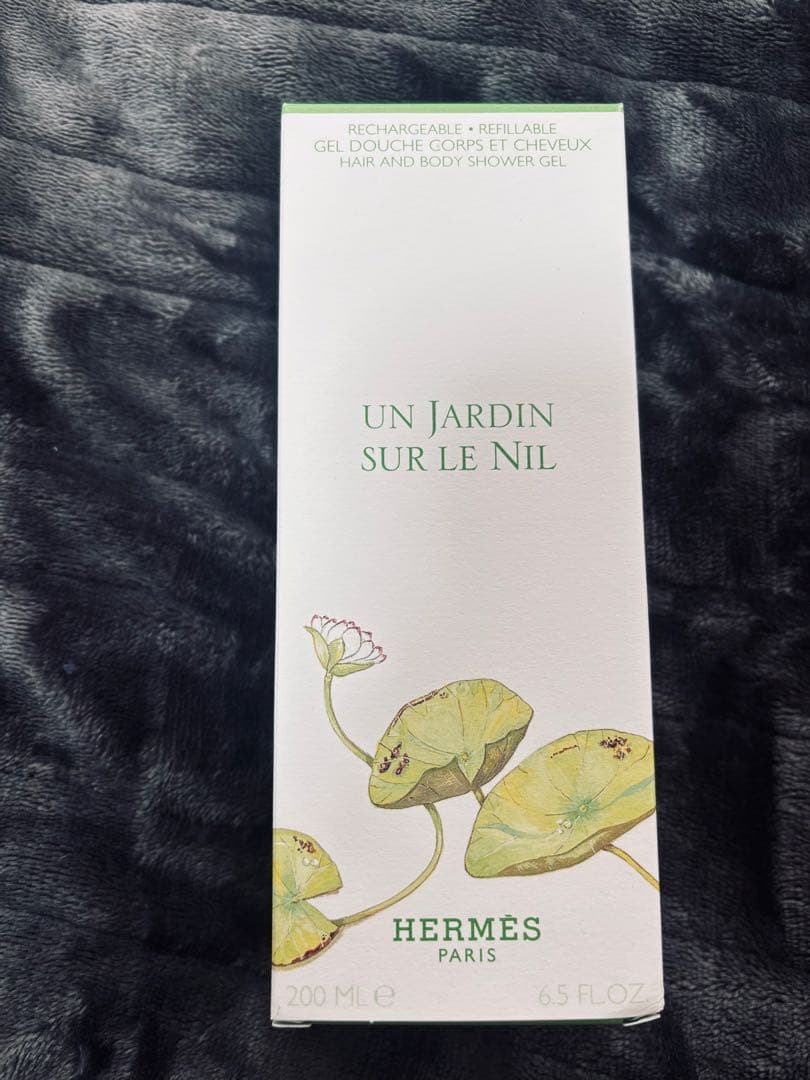 RECHARGEABLE • REFILLABLE
GEL DOUCHE CORPS ET CHEVEUX
HAIR AND BODY SHOWER GEL
UN JARDIN
SUR LE NIL
HERMÈS
PARIS
200 ML ℮
6.5 FL.OZ